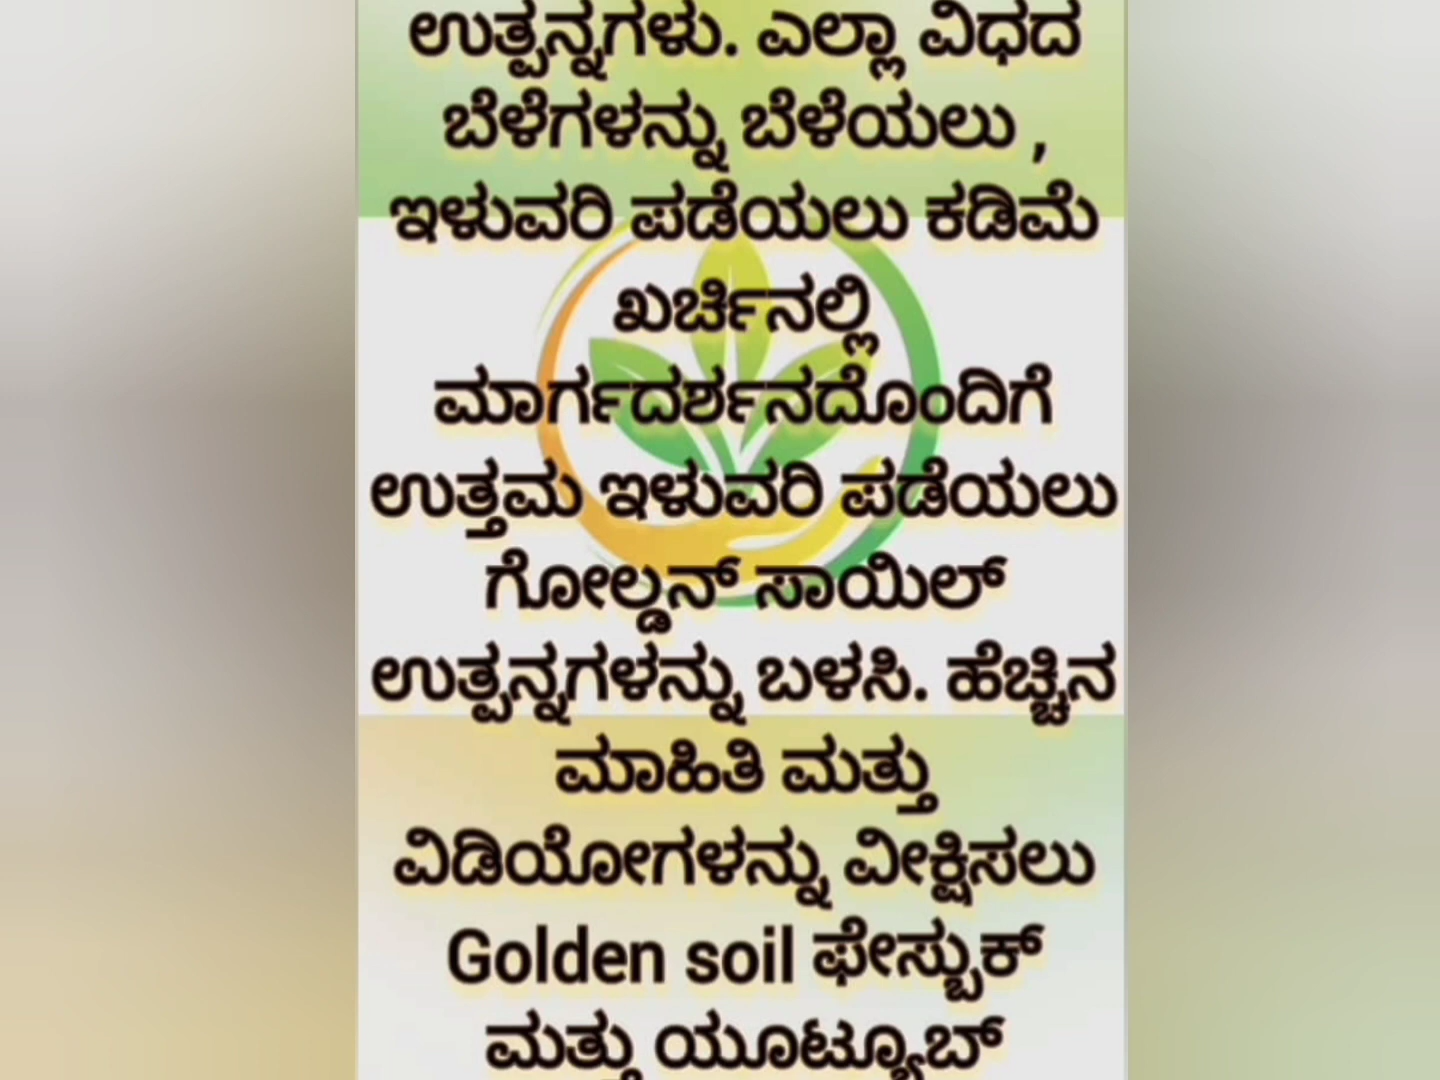 ಉತ್ಪನ್ನಗಳು. ಎಲ್ಲಾ ವಿಧದ
ಬೆಳೆಗಳನ್ನು ಬೆಳೆಯಲು ,
ಇಳುವರಿ ಪಡೆಯಲು ಕಡಿಮೆ
ಖರ್ಚಿನಲ್ಲಿ
ಮಾರ್ಗದರ್ಶನದೊಂದಿಗೆ
ಉತ್ತಮ ಇಳುವರಿ ಪಡೆಯಲು
ಗೋಲ್ಡನ್ ಸಾಯಿಲ್
ಉತ್ಪನ್ನಗಳನ್ನು ಬಳಸಿ. ಹೆಚ್ಚಿನ
ಮಾಹಿತಿ ಮತ್ತು
ವಿಡಿಯೋಗಳನ್ನು ವೀಕ್ಷಿಸಲು
Golden soil ಫೇಸ್ಬುಕ್
ಮತ್ತು ಯೂಟ್ಯೂಬ್